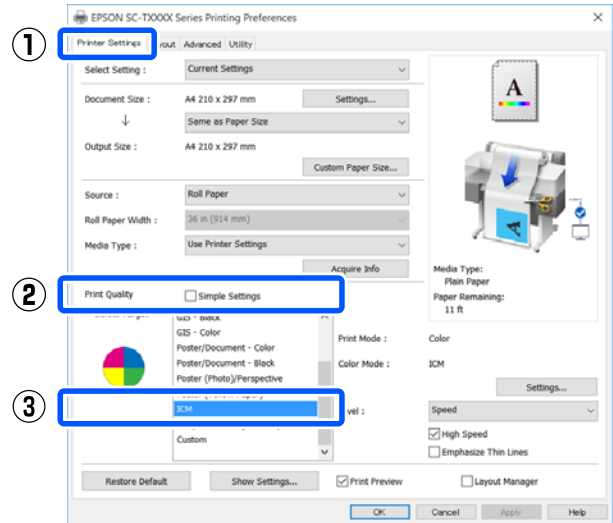 EPSON SC-TXXXX Series Printing Preferences
①
Printer Settings
Advanced
Utility
Select Setting :
Current Settings
Document Size :
A4 210 x 297 mm
Settings...
Same as Paper Size
Output Size :
A4 210 x 297 mm
Custom Paper Size...
Source :
Roll Paper
Roll Paper Width :
36 in (914 mm)
Media Type :
Use Printer Settings
Acquire Info
A
Media Type:
Plain Paper
Paper Remaining:
11 ft
②
Print Quality
Simple Settings
GIS - Color
Poster/Document - Color
Poster/Document - Black
Poster (Photo)/Perspective
③
ICM
Custom
Print Mode :
Color
Color Mode :
ICM
Settings...
Speed
High Speed
Emphasize Thin Lines
Restore Default
Show Settings...
Print Preview
Layout Manager
OK
Cancel
Apply
Help